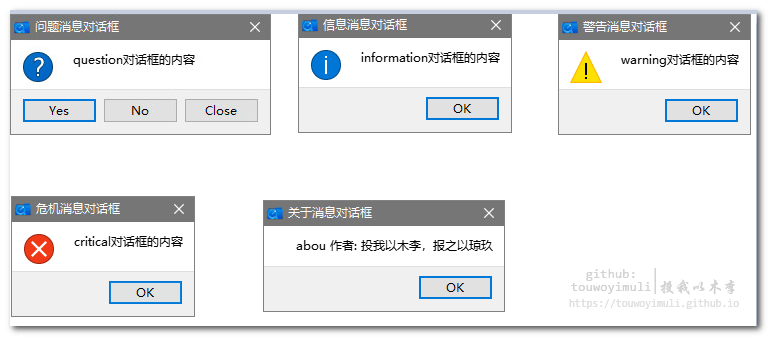 问题消息对话框
question对话框的内容
Yes
No
Close
信息消息对话框
information对话框的内容
OK
警告消息对话框
warning对话框的内容
OK
危机消息对话框
critical对话框的内容
OK
关于消息对话框
abou 作者: 投我以木李，报之以琼玖
OK
github:
touwoyimuli
投我以木李
https://touwoyimuli.github.io